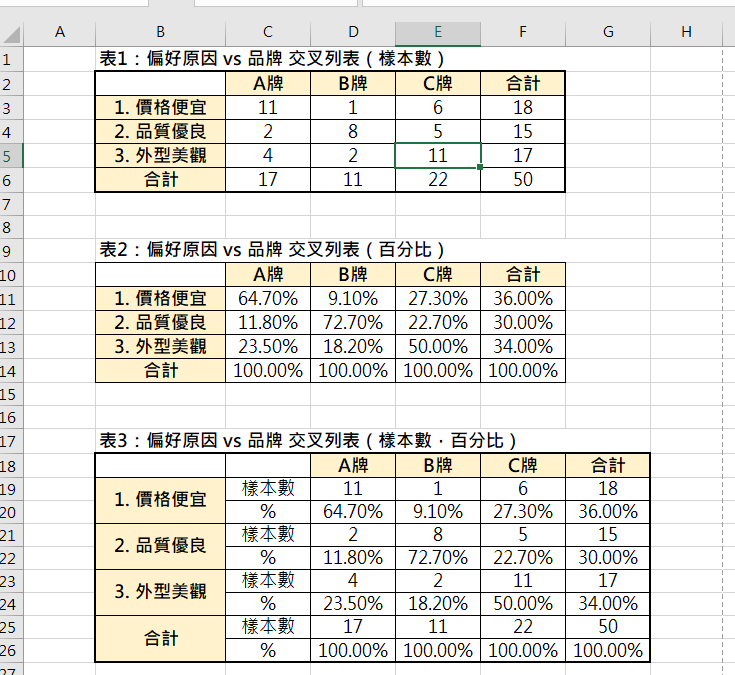 A B C D E F G H
1 表1：偏好原因 vs 品牌 交叉列表（樣本數）
2 A牌 B牌 C牌 合計
3 1. 價格便宜 11 1 6 18
4 2. 品質優良 2 8 5 15
5 3. 外型美觀 4 2 11 17
6 合計 17 11 22 50
7
8
9 表2：偏好原因 vs 品牌 交叉列表（百分比）
10 A牌 B牌 C牌 合計
11 1. 價格便宜 64.70% 9.10% 27.30% 36.00%
12 2. 品質優良 11.80% 72.70% 22.70% 30.00%
13 3. 外型美觀 23.50% 18.20% 50.00% 34.00%
14 合計 100.00% 100.00% 100.00% 100.00%
15
16
17 表3：偏好原因 vs 品牌 交叉列表（樣本數．百分比）
18 A牌 B牌 C牌 合計
19 1. 價格便宜 樣本數 11 1 6 18
20 % 64.70% 9.10% 27.30% 36.00%
21 2. 品質優良 樣本數 2 8 5 15
22 % 11.80% 72.70% 22.70% 30.00%
23 3. 外型美觀 樣本數 4 2 11 17
24 % 23.50% 18.20% 50.00% 34.00%
25 合計 樣本數 17 11 22 50
26 % 100.00% 100.00% 100.00% 100.00%
27